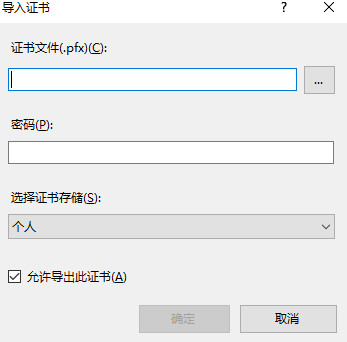 导入证书
?
证书文件(.pfx)(C):
...
密码(P):
选择证书存储(S):
个人
允许导出此证书(A)
确定
取消